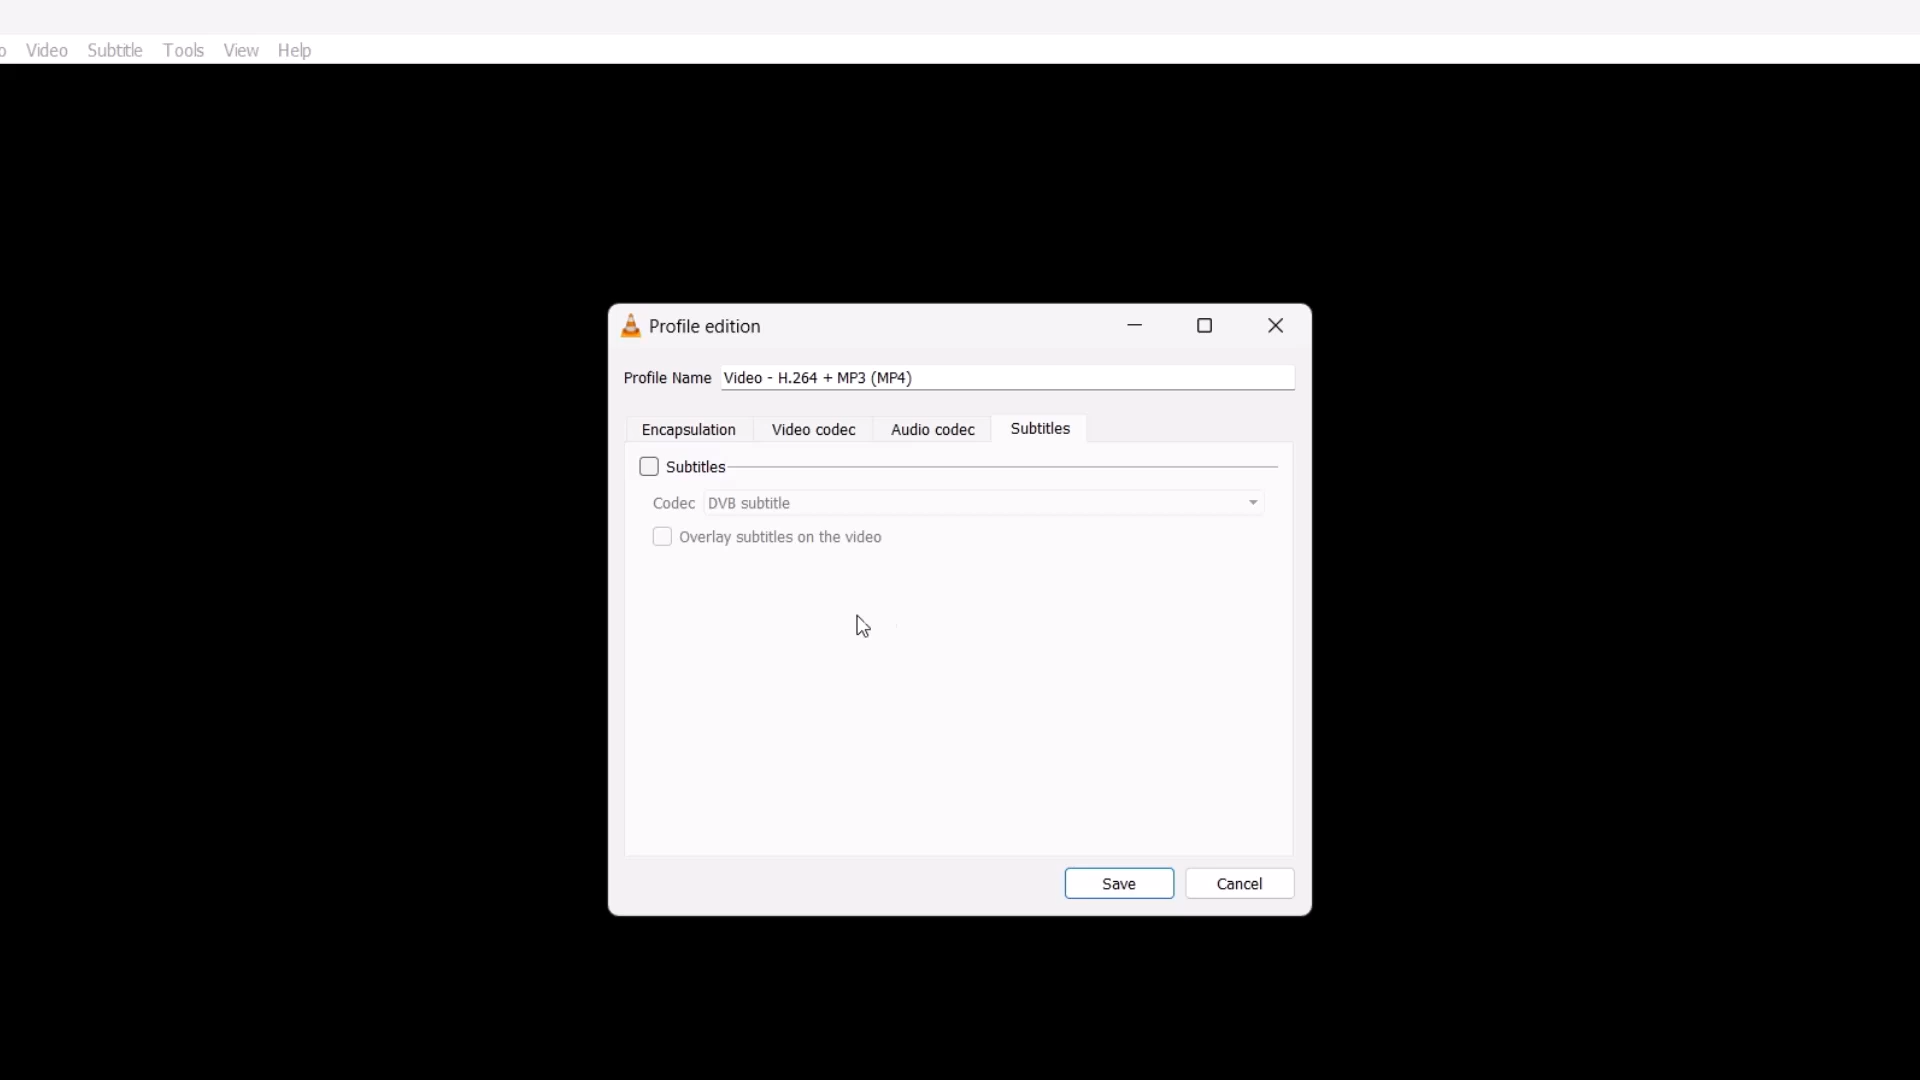 Video Subtitle Tools View Help
Profile edition
Profile Name Video - H.264 + MP3 (MP4)
Encapsulation Video codec Audio codec Subtitles
Subtitles
Codec DVB subtitle
Overlay subtitles on the video
Save Cancel